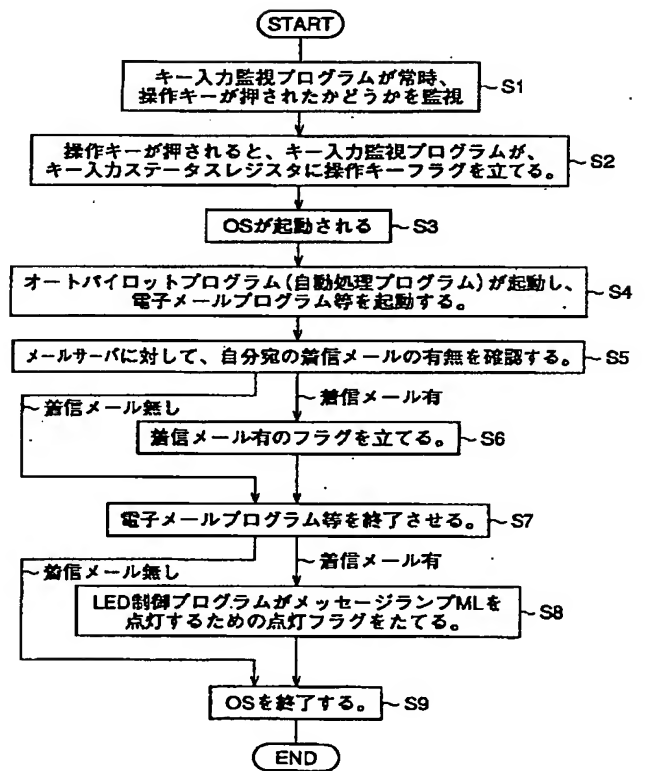 START
キー入力監視プログラムが常時、
操作キーが押されたかどうかを監視
S1
操作キーが押されると、キー入力監視プログラムが、
キー入力ステータスレジスタに操作キーフラグを立てる。
S2
OSが起動される
S3
オートパイロットプログラム(自動処理プログラム)が起動し、
電子メールプログラム等を起動する。
S4
メールサーバに対して、自分宛の着信メールの有無を確認する。
S5
着信メール無し
着信メール有
着信メール有のフラグを立てる。
S6
電子メールプログラム等を終了させる。
S7
着信メール無し
着信メール有
LED制御プログラムがメッセージランプMLを
点灯するための点灯フラグをたてる。
S8
OSを終了する。
S9
END